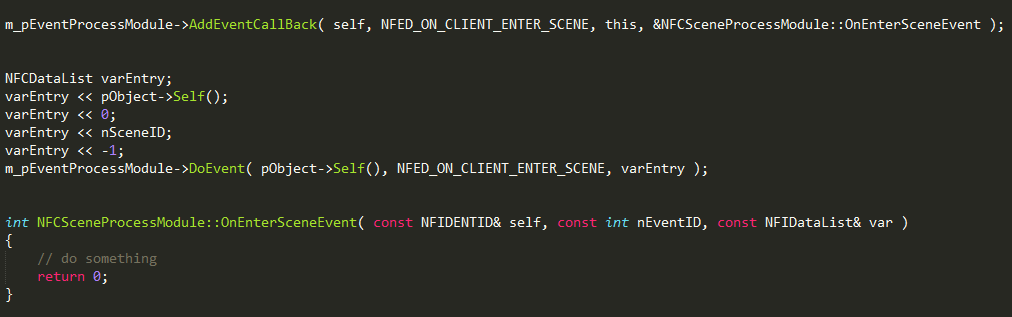 m_pEventProcessModule->AddEventCallBack( self, NFED_ON_CLIENT_ENTER_SCENE, this, &NFCSceneProcessModule::OnEnterSceneEvent );
NFCDataList varEntry;
varEntry << pObject->Self();
varEntry << 0;
varEntry << nSceneID;
varEntry << -1;
m_pEventProcessModule->DoEvent( pObject->Self(), NFED_ON_CLIENT_ENTER_SCENE, varEntry );
int NFCSceneProcessModule::OnEnterSceneEvent( const NFIDENTID& self, const int nEventID, const NFIDataList& var )
{
    // do something
    return 0;
}